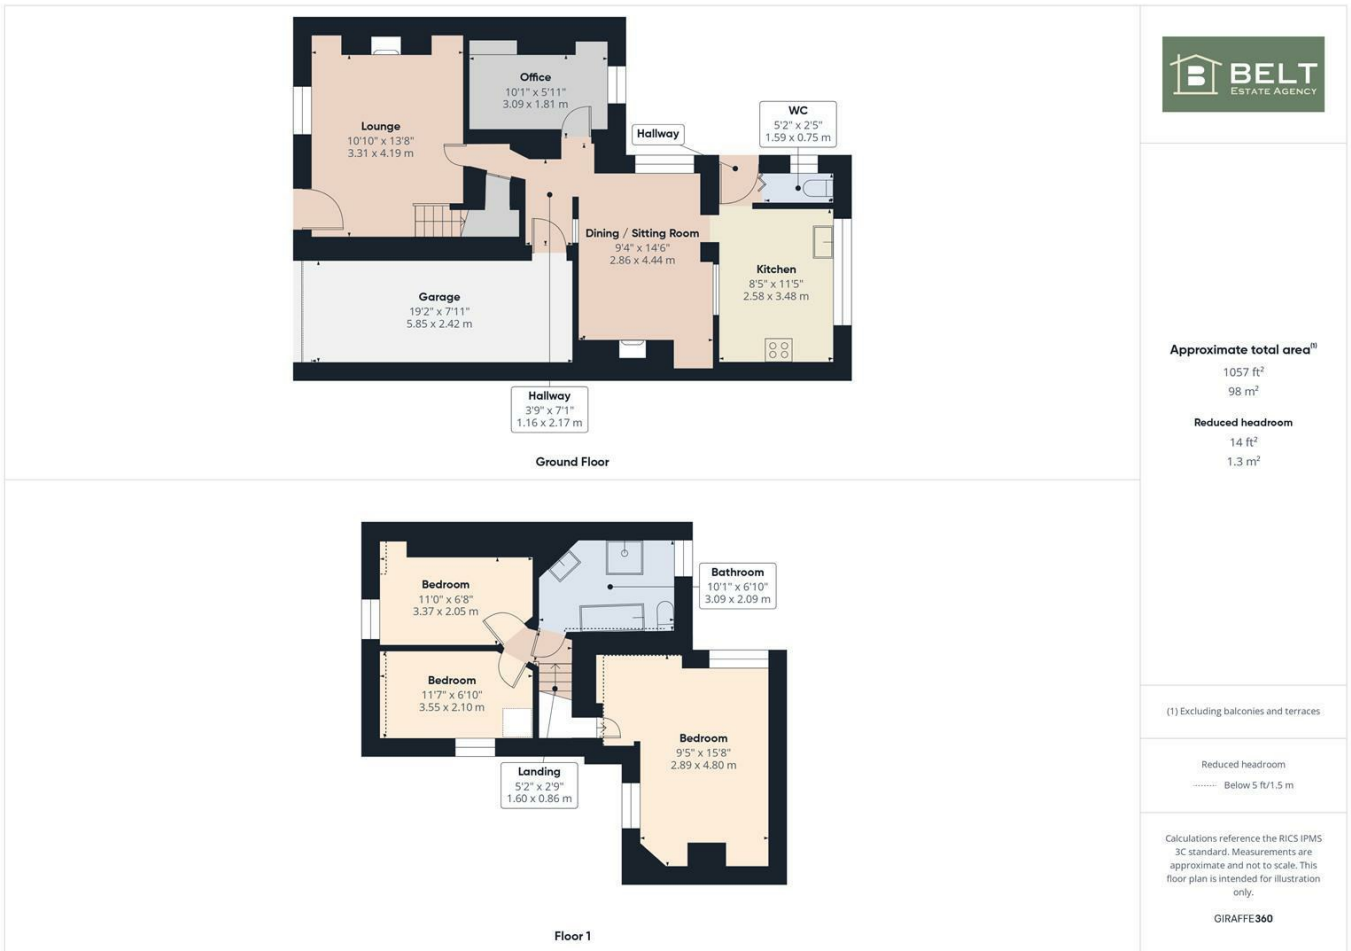 Lounge
10'10" x 13'8"
3.31 x 4.19 m
Office
10'1" x 5'11"
3.09 x 1.81 m
Hallway
WC
5'2" x 2'5"
1.59 x 0.75 m
Dining / Sitting Room
9'4" x 14'6"
2.86 x 4.44 m
Kitchen
8'5" x 11'5"
2.58 x 3.48 m
Garage
19'2" x 7'11"
5.85 x 2.42 m
Hallway
3'9" x 7'1"
1.16 x 2.17 m
Ground Floor
Bedroom
11'0" x 6'8"
3.37 x 2.05 m
Bathroom
10'1" x 6'10"
3.09 x 2.09 m
Bedroom
11'7" x 6'10"
3.55 x 2.10 m
Bedroom
9'5" x 15'8"
2.89 x 4.80 m
Landing
5'2" x 2'9"
1.60 x 0.86 m
Floor 1
B BELT
ESTATE AGENCY
Approximate total area(1)
1057 ft²
98 m²
Reduced headroom
14 ft²
1.3 m²
(1) Excluding balconies and terraces
Reduced headroom
Below 5 ft/1.5 m
Calculations reference the RICS IPMS
3C standard. Measurements are
approximate and not to scale. This
floor plan is intended for illustration
only.
GIRAFFE360